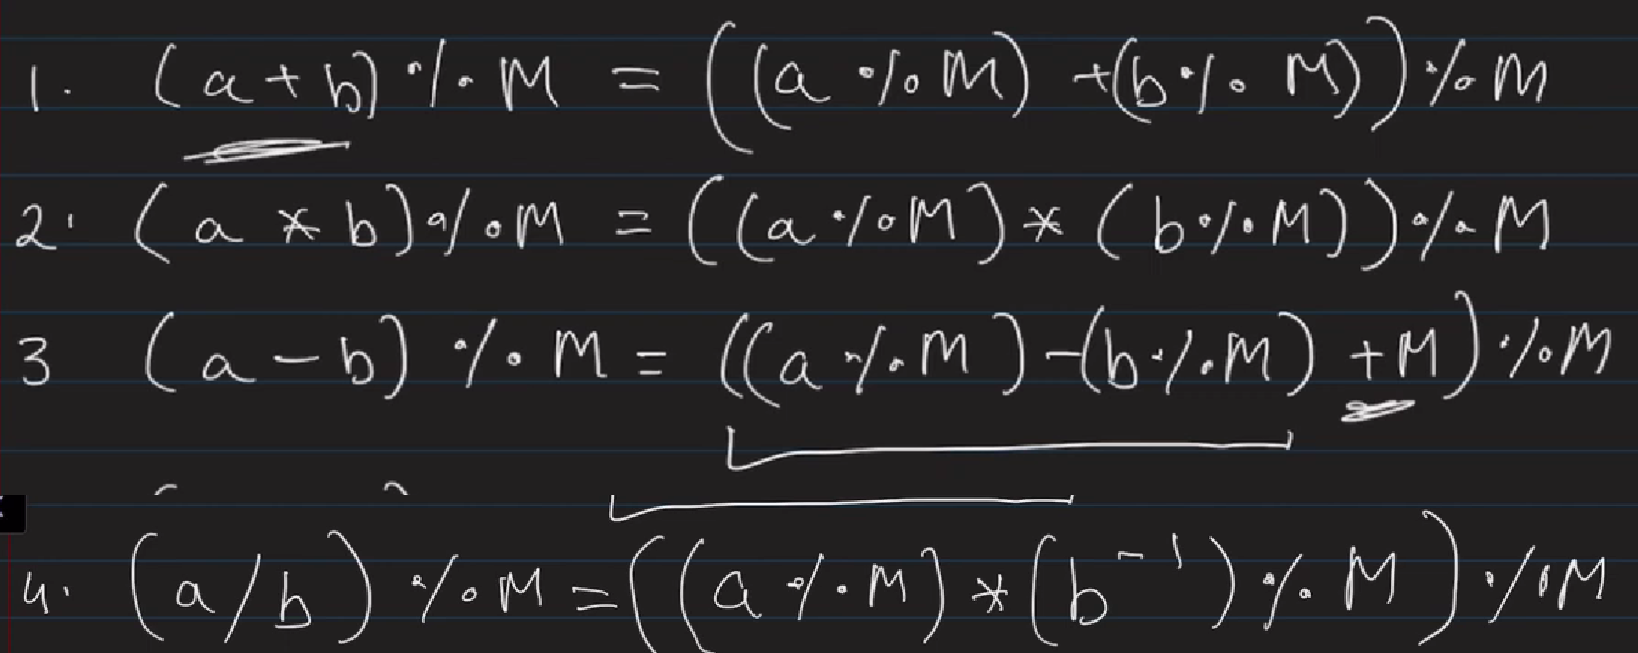 1. (a+b) % M = ((a % M) +(b % M)) % M
2. (a * b) % M = ((a % M) * (b % M)) % M
3 (a - b) % M = ((a % M) -(b % M) +M) % M
4. (a/b) % M = ((a % M) * (b^-1) % M) % M